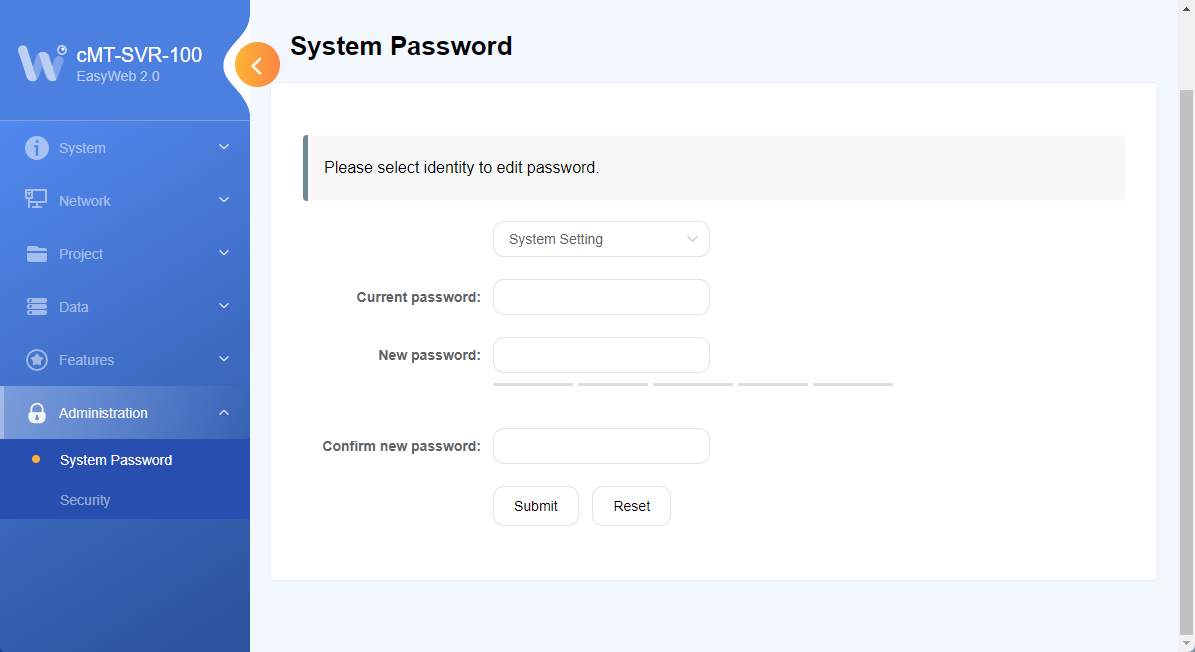 cMT-SVR-100
EasyWeb 2.0
System
Network
Project
Data
Features
Administration
System Password
Security
System Password
Please select identity to edit password.
System Setting
Current password:
New password:
Confirm new password:
Submit
Reset